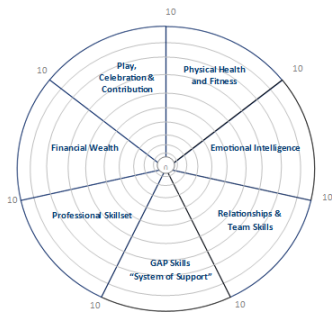 10
Play,
Celebration &
Contribution
Physical Health
and Fitness
10
10
Financial Wealth
Emotional Intelligence
10
10
Professional Skillset
Relationships &
Team Skills
GAP Skills
“System of Support”
10
10